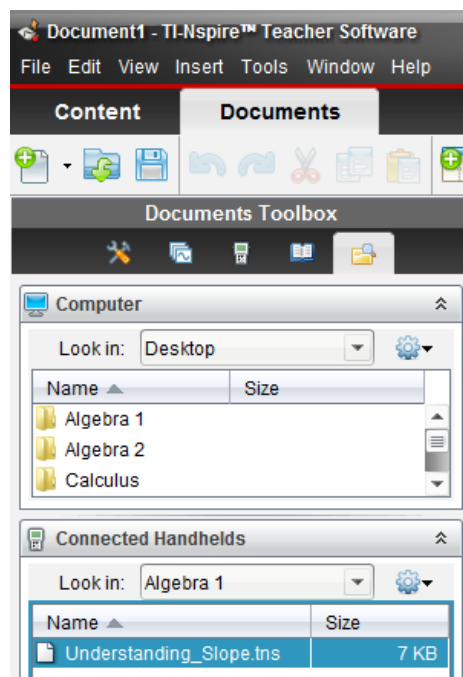 Document1 - TI-Nspire™ Teacher Software
File Edit View Insert Tools Window Help
Content Documents
Documents Toolbox
Computer
Look in: Desktop
Name Size
Algebra 1
Algebra 2
Calculus
Connected Handhelds
Look in: Algebra 1
Name Size
Understanding_Slope.tns 7 KB